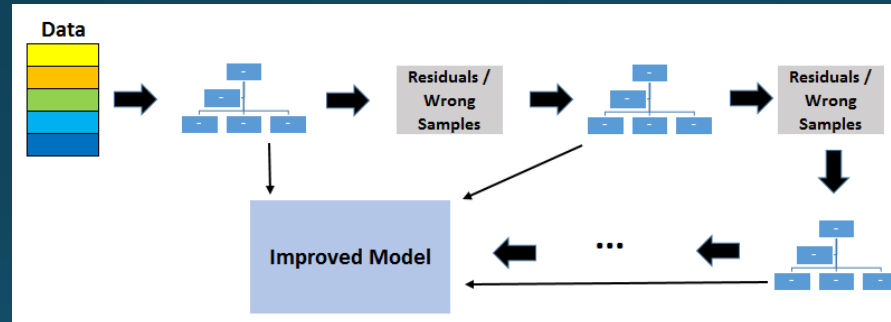 Data
Residuals /
Wrong
Samples
Residuals /
Wrong
Samples
-
-
-
-
-
-
-
-
-
-
Improved Model
...
-
-
-
-
-